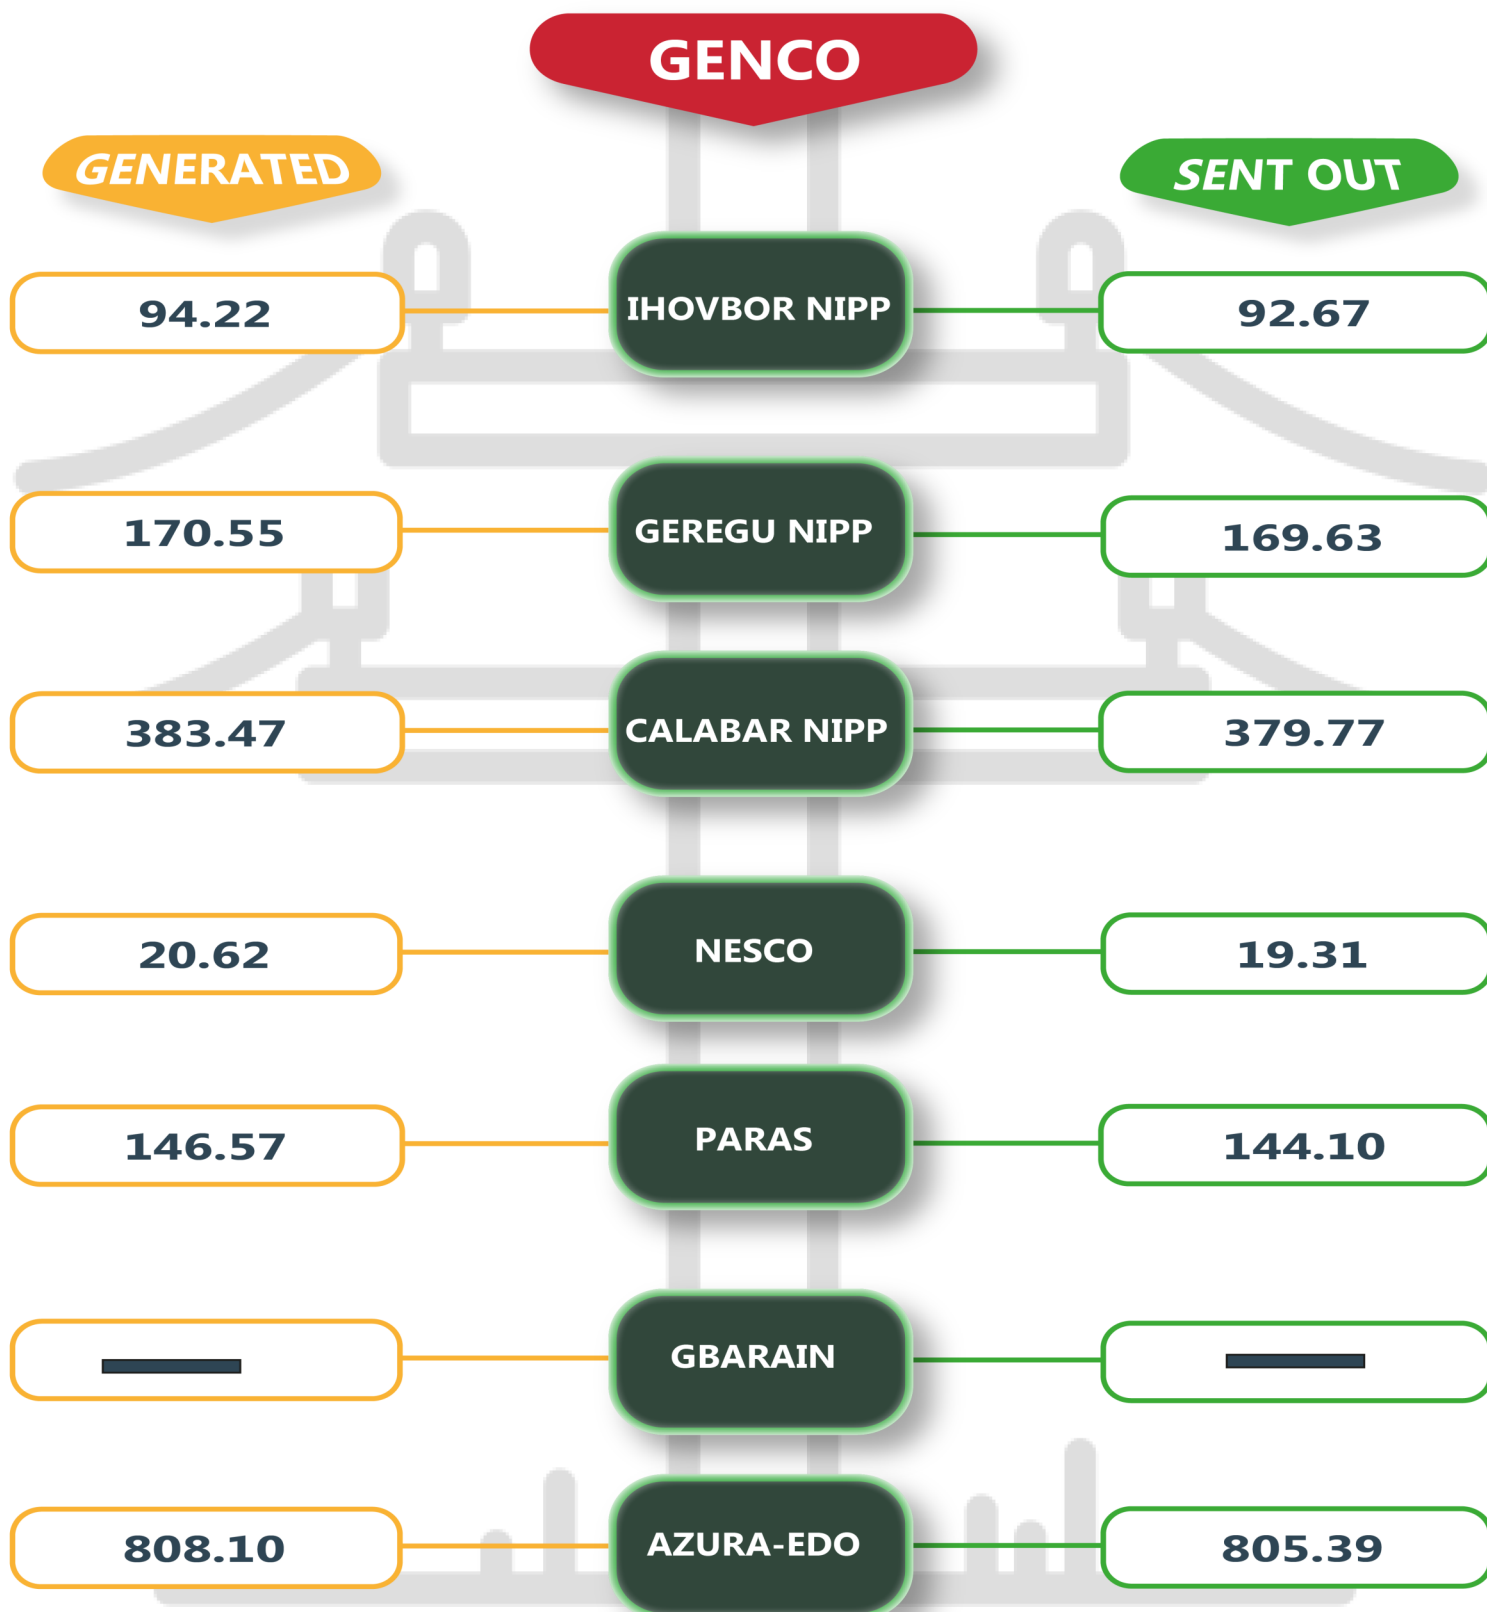 GENCO
GENERATED
SENT OUT
94.22
IHOVBOR NIPP
92.67
170.55
GEREGU NIPP
169.63
383.47
CALABAR NIPP
379.77
20.62
NESCO
19.31
146.57
PARAS
144.10
GBARAIN
808.10
AZURA-EDO
805.39